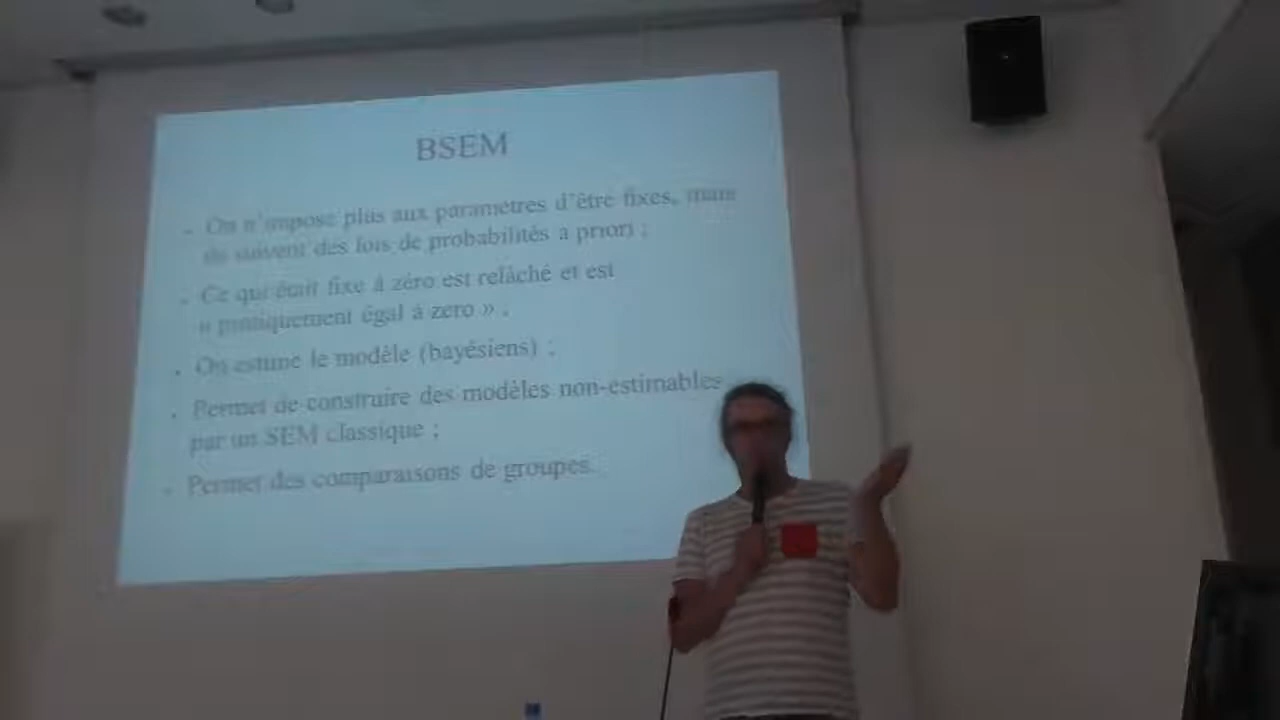 BSEM
- On n'impose plus aux paramètres d'être fixes, mais
ils suivent des lois de probabilités a priori ;
- Ce qui était fixé à zéro est relâché et est
« pratiquement égal à zéro » ;
- On estime le modèle (bayésiens) ;
- Permet de construire des modèles non-estimables
par un SEM classique ;
- Permet des comparaisons de groupes.